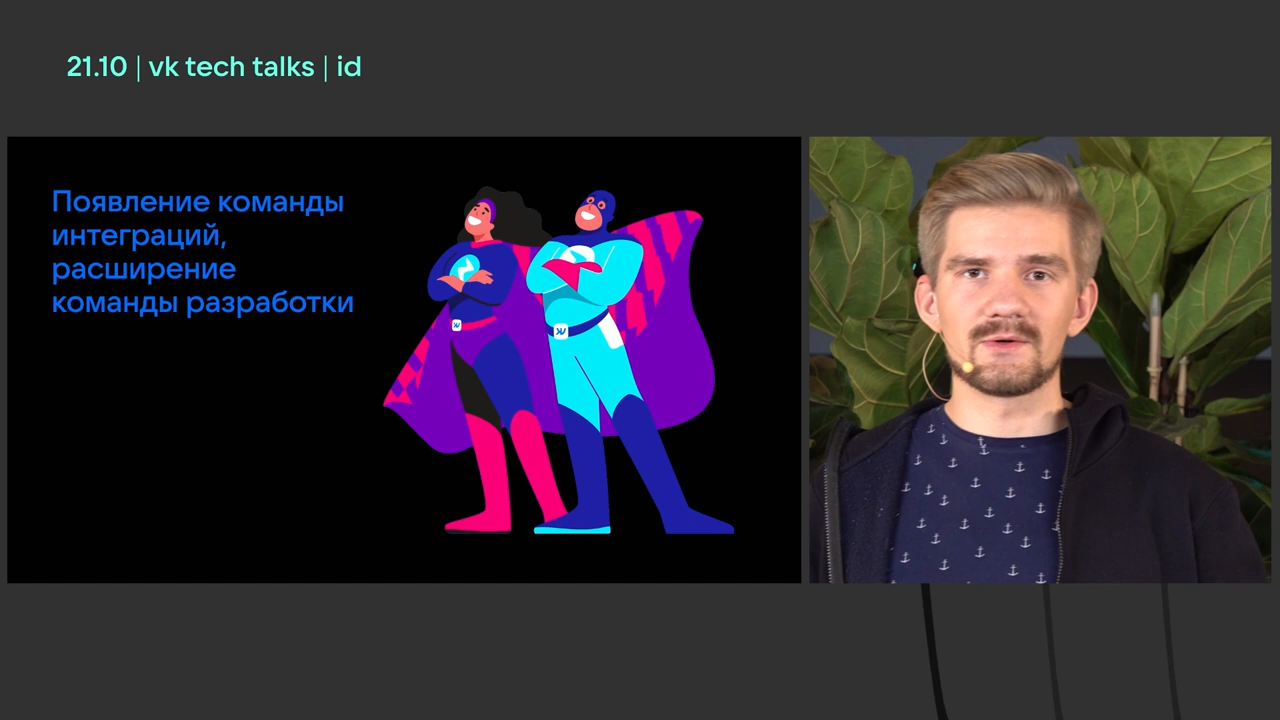 21.10 | vk tech talks | id
Появление команды
интеграций,
расширение
команды разработки